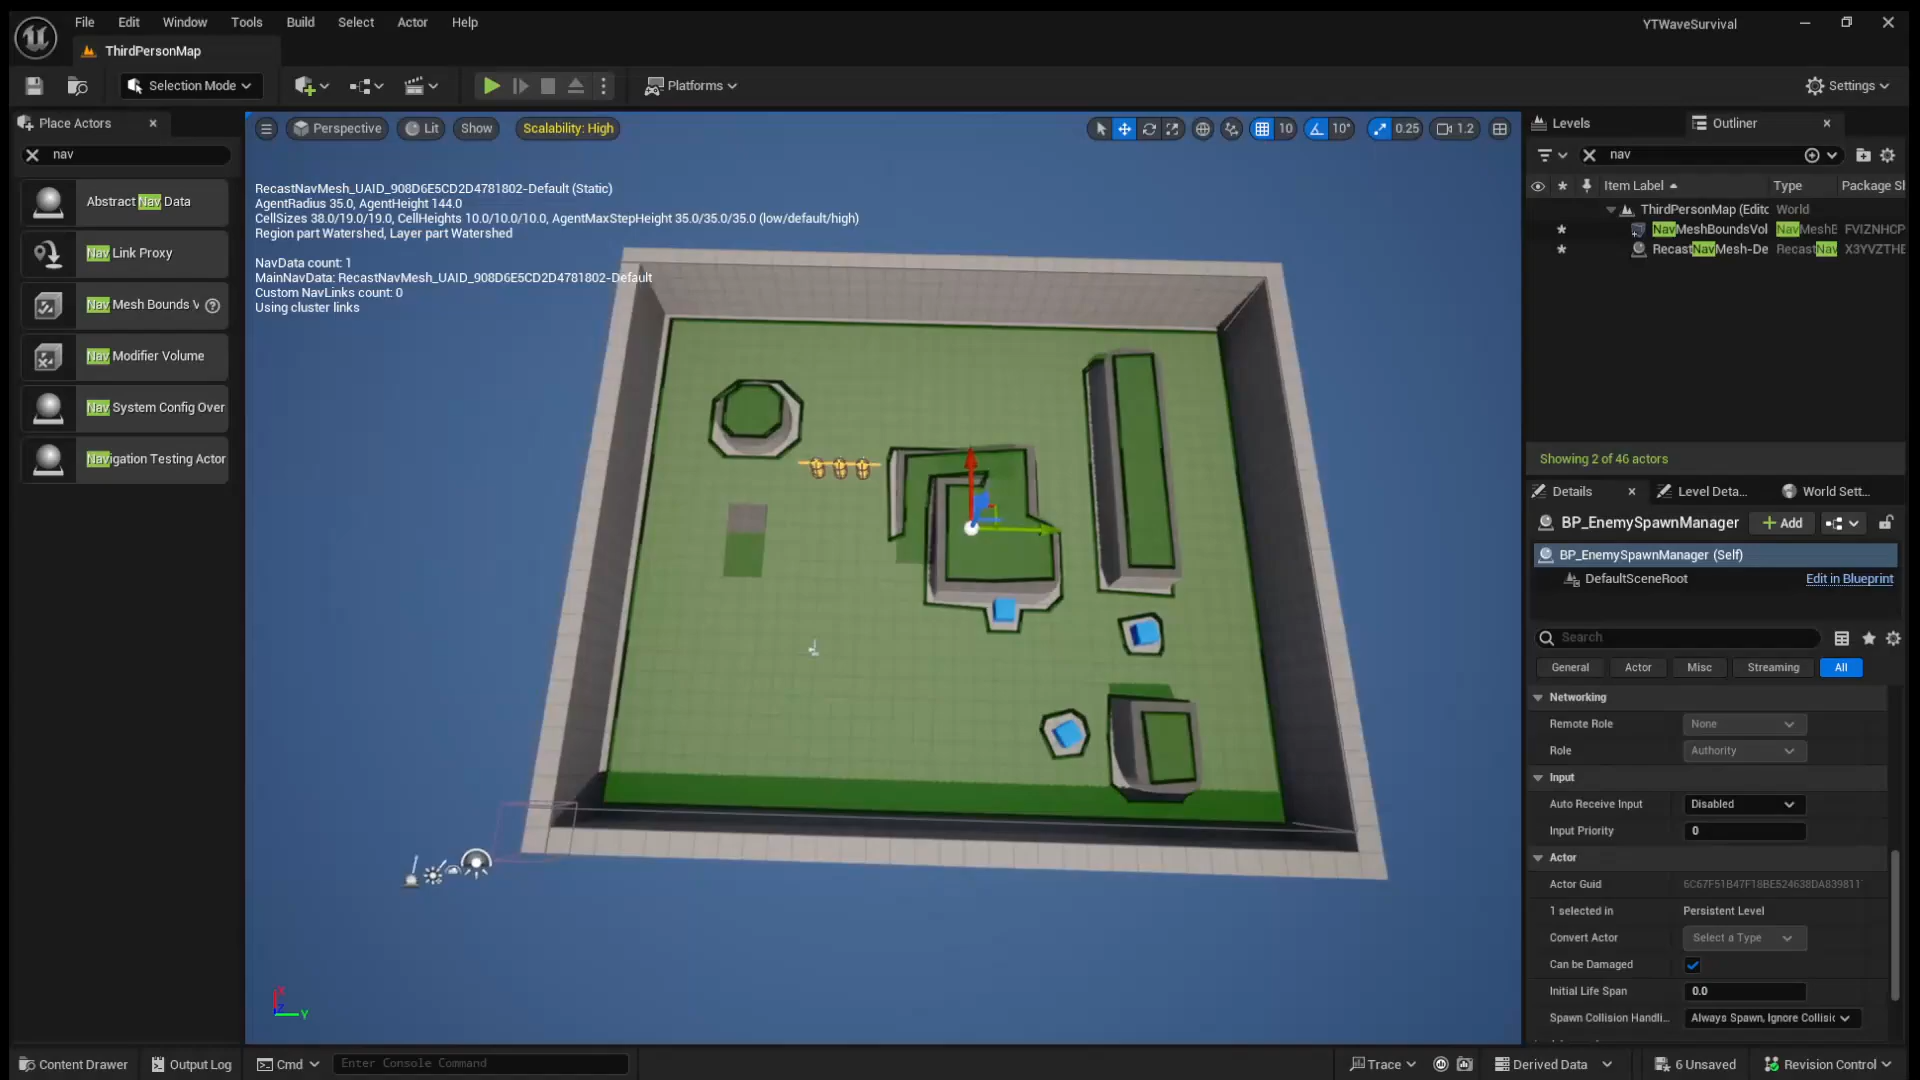 File Edit Window Tools Build Select Actor Help
YTWaveSurvival
ThirdPersonMap
Selection Mode
Platforms
Settings
Place Actors
nav
Abstract Nav Data
Nav Link Proxy
Nav Mesh Bounds V
Nav Modifier Volume
Nav System Config Over
Navigation Testing Actor
Perspective Lit Show Scalability: High
10 10° 0.25 1.2
RecastNavMesh_UAID_908D6E5CD2D4781802-Default (Static)
AgentRadius 35.0, AgentHeight 144.0
CellSizes 38.0/19.0/19.0, CellHeights 10.0/10.0/10.0, AgentMaxStepHeight 35.0/35.0/35.0 (low/default/high)
Region part Watershed, Layer part Watershed
NavData count: 1
MainNavData: RecastNavMesh_UAID_908D6E5CD2D4781802-Default
Custom NavLinks count: 0
Using cluster links
X
Y
Levels Outliner
nav
Item Label Type Package Sl
ThirdPersonMap (Edito World
NavMeshBoundsVol NavMeshB FVIZNHCP
RecastNavMesh-De RecastNav X3YVZTHE
Showing 2 of 46 actors
Details Level Deta... World Sett...
BP_EnemySpawnManager Add
BP_EnemySpawnManager (Self)
DefaultSceneRoot Edit in Blueprint
Search
General Actor Misc Streaming All
Networking
Remote Role None
Role Authority
Input
Auto Receive Input Disabled
Input Priority 0
Actor
Actor Guid 6C67F51B47F18BE524638DA839811
1 selected in Persistent Level
Convert Actor Select a Type
Can be Damaged
Initial Life Span 0.0
Spawn Collision Handli... Always Spawn, Ignore Collisic
Content Drawer Output Log Cmd Enter Console Command
Trace Derived Data 6 Unsaved Revision Control